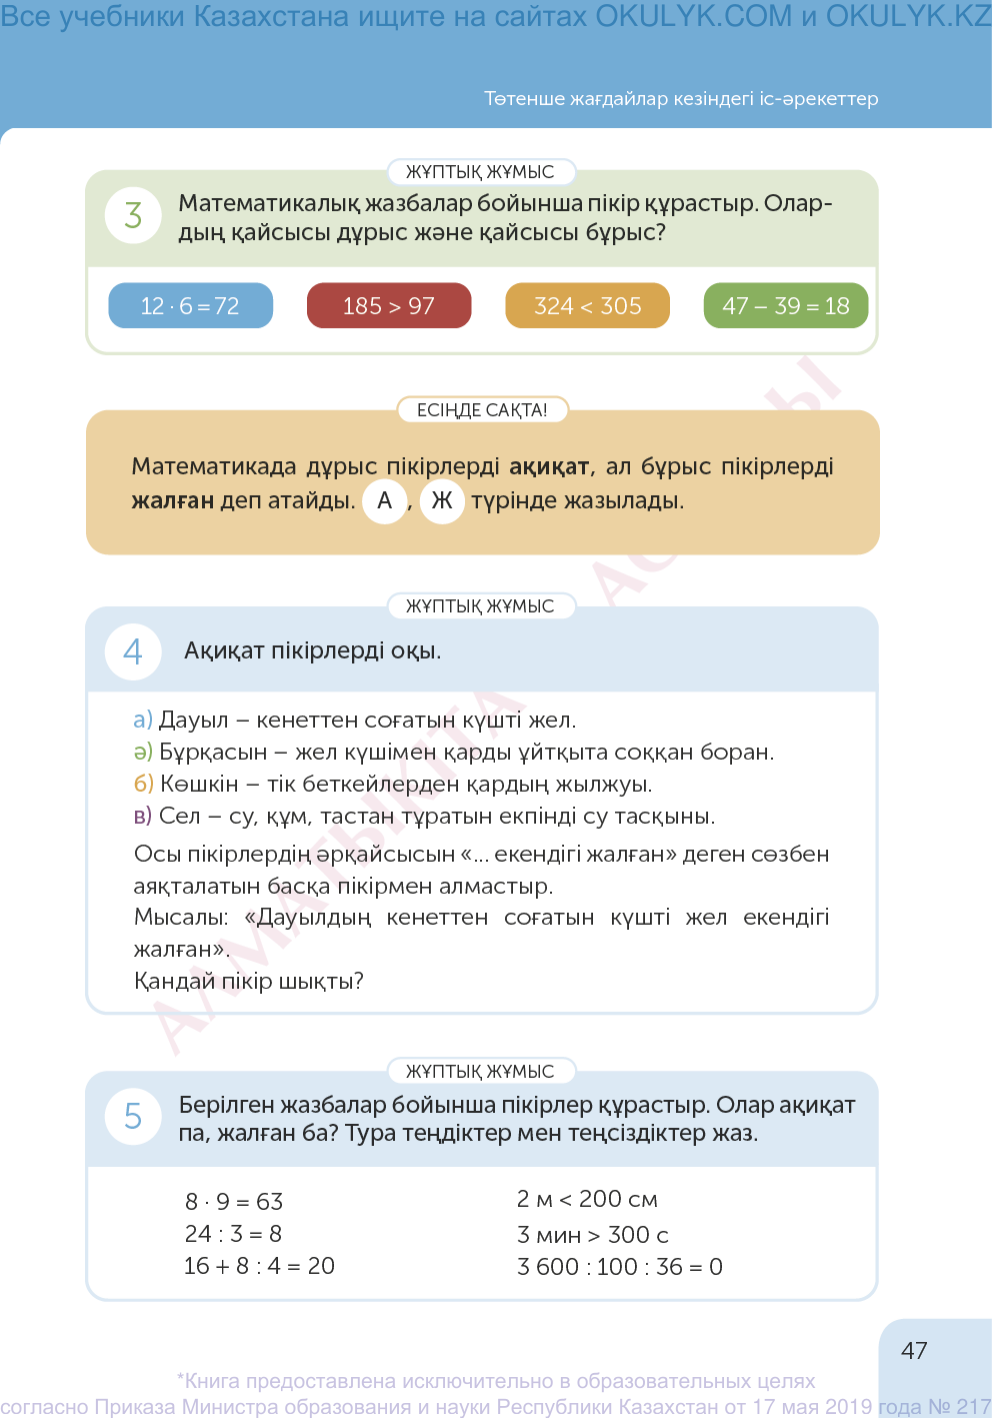 Все учебники Казахстана ищите на сайтах OKULYK.COM и OKULYK.KZ
Төтенше жағдайлар кезіндегі іс-әрекеттер
ЖҰПТЫҚ ЖҰМЫС
3
Математикалық жазбалар бойынша пікір құрастыр. Олар-
дың қайсысы дұрыс және қайсысы бұрыс?
12 · 6 = 72
185 > 97
324 < 305
47 – 39 = 18
ЕСІҢДЕ САҚТА!
Математикада дұрыс пікірлерді ақиқат, ал бұрыс пікірлерді
жалған деп атайды. А , Ж түрінде жазылады.
ЖҰПТЫҚ ЖҰМЫС
4
Ақиқат пікірлерді оқы.
а) Дауыл – кенеттен соғатын күшті жел.
ә) Бұрқасын – жел күшімен қарды ұйтқыта соққан боран.
б) Көшкін – тік беткейлерден қардың жылжуы.
в) Сел – су, құм, тастан тұратын екпінді су тасқыны.
Осы пікірлердің әрқайсысын «... екендігі жалған» деген сөзбен
аяқталатын басқа пікірмен алмастыр.
Мысалы: «Дауылдың кенеттен соғатын күшті жел екендігі
жалған».
Қандай пікір шықты?
ЖҰПТЫҚ ЖҰМЫС
5
Берілген жазбалар бойынша пікірлер құрастыр. Олар ақиқат
па, жалған ба? Тура теңдіктер мен теңсіздіктер жаз.
8 · 9 = 63
24 : 3 = 8
16 + 8 : 4 = 20
2 м < 200 см
3 мин > 300 с
3 600 : 100 : 36 = 0
47
*Книга предоставлена исключительно в образовательных целях
согласно Приказа Министра образования и науки Республики Казахстан от 17 мая 2019 года № 217